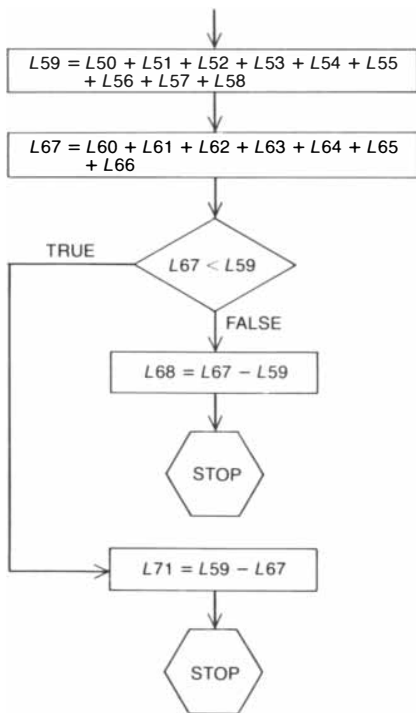 L59 = L50 + L51 + L52 + L53 + L54 + L55
+ L56 + L57 + L58
L67 = L60 + L61 + L62 + L63 + L64 + L65
+ L66
TRUE
L67 < L59
FALSE
L68 = L67 − L59
STOP
L71 = L59 − L67
STOP